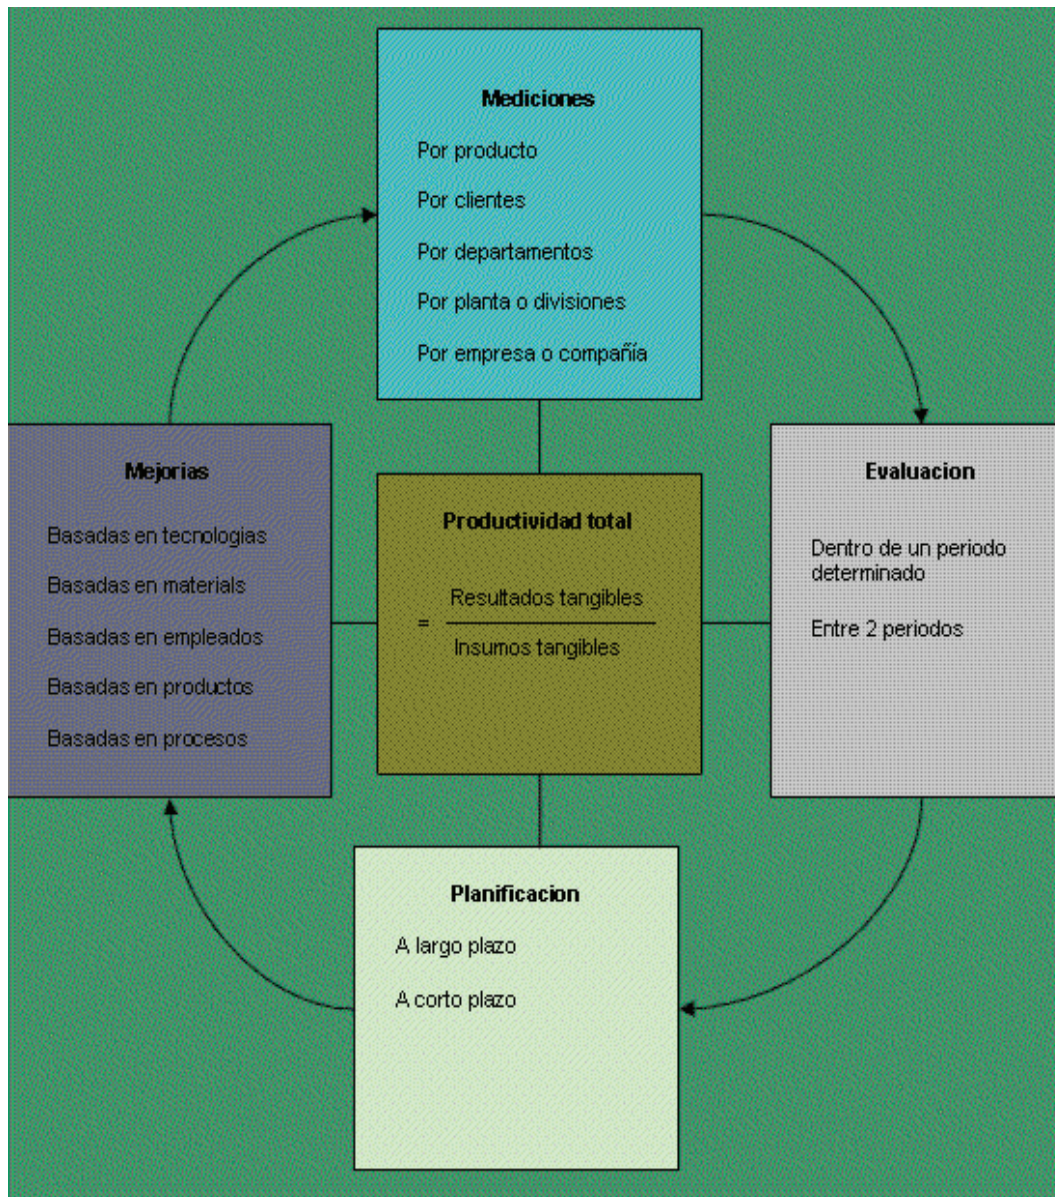 Mediciones
Por producto
Por clientes
Por departamentos
Por planta o divisiones
Por empresa o compañía
Mejorias
Basadas en tecnologias
Basadas en materials
Basadas en empleados
Basadas en productos
Basadas en procesos
Productividad total
Resultados tangibles
=
Insumos tangibles
Evaluacion
Dentro de un periodo
determinado
Entre 2 periodos
Planificacion
A largo plazo
A corto plazo